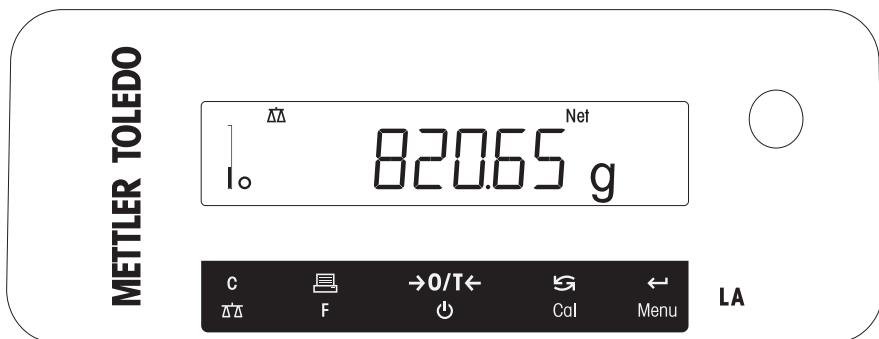 METTLER TOLEDO
Net
820.65 g
C →0/T←
F Cal Menu
LA